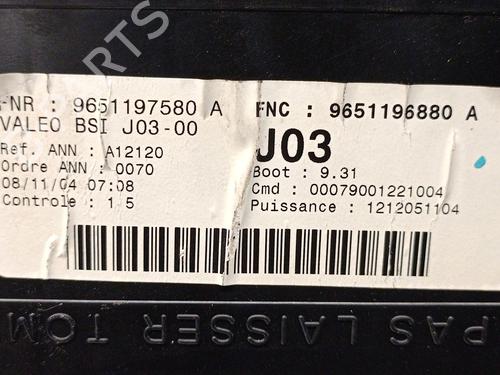 -NR : 9651197580 A
VALEO BSI J03-00
Ref. ANN : A12120
Ordre ANN : 0070
08/11/04 07:08
Controle : 1 5
FNC : 9651196880 A
J03
Boot : 9.31
Cmd : 00079001221004
Puissance : 1212051104
PAS LAISSER TOM
PARTS